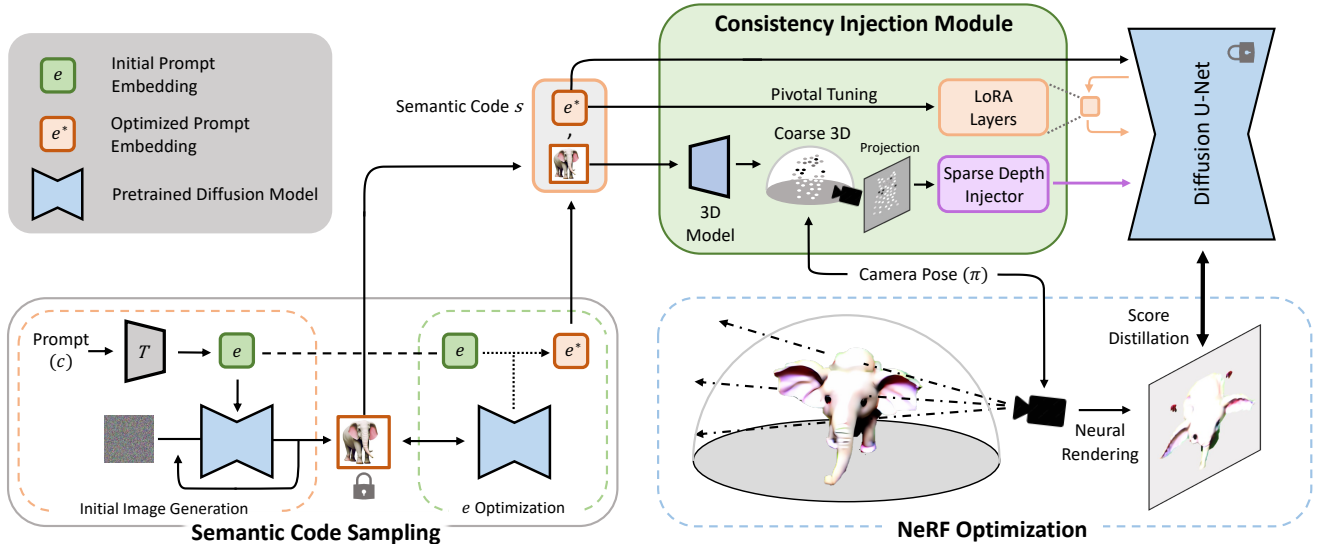 e
Initial Prompt
Embedding
e*
Optimized Prompt
Embedding
Pretrained Diffusion Model
Semantic Code s
e*
,
Consistency Injection Module
Pivotal Tuning
LoRA
Layers
3D
Model
Coarse 3D
Projection
Sparse Depth
Injector
Diffusion U-Net
Camera Pose (π)
Prompt
(c)
T
e
e
e*
Initial Image Generation
e Optimization
Semantic Code Sampling
Score
Distillation
Neural
Rendering
NeRF Optimization